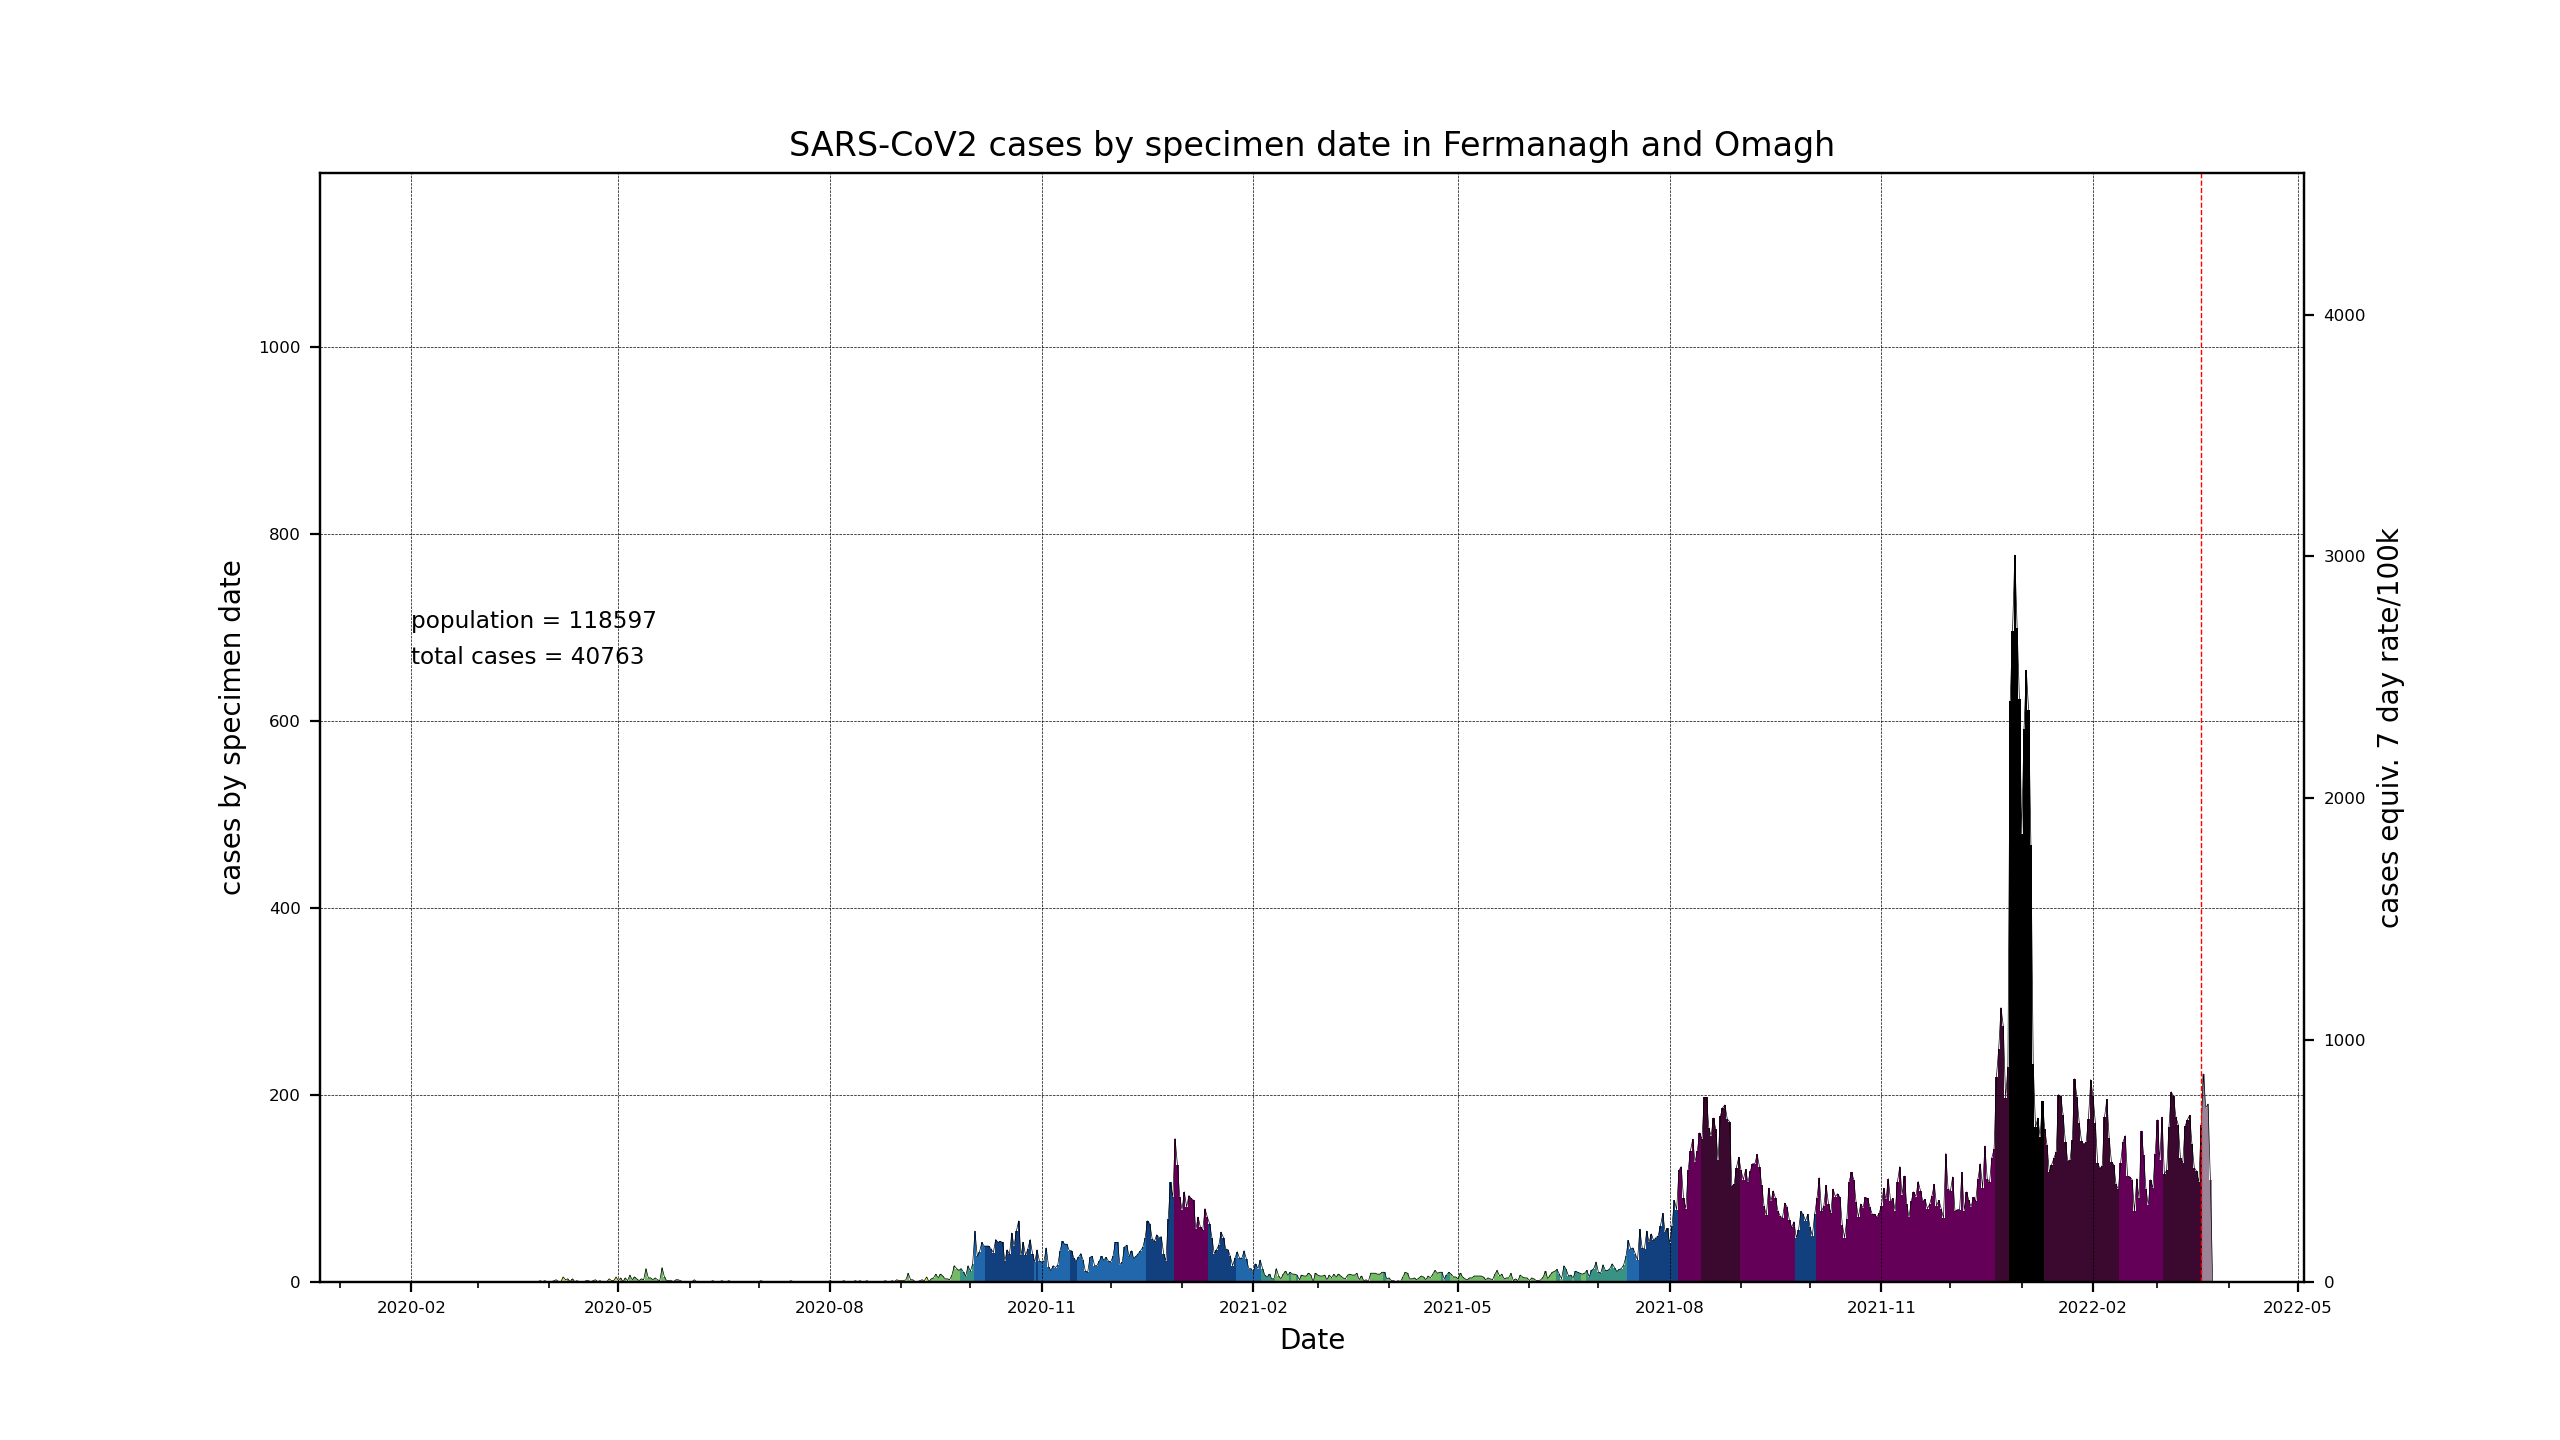 SARS-CoV2 cases by specimen date in Fermanagh and Omagh
cases by specimen date
1000
800
600
400
200
0
population = 118597
total cases = 40763
4000
3000
2000
1000
0
cases equiv. 7 day rate/100k
2020-02 2020-05 2020-08 2020-11 2021-02 2021-05 2021-08 2021-11 2022-02 2022-05
Date